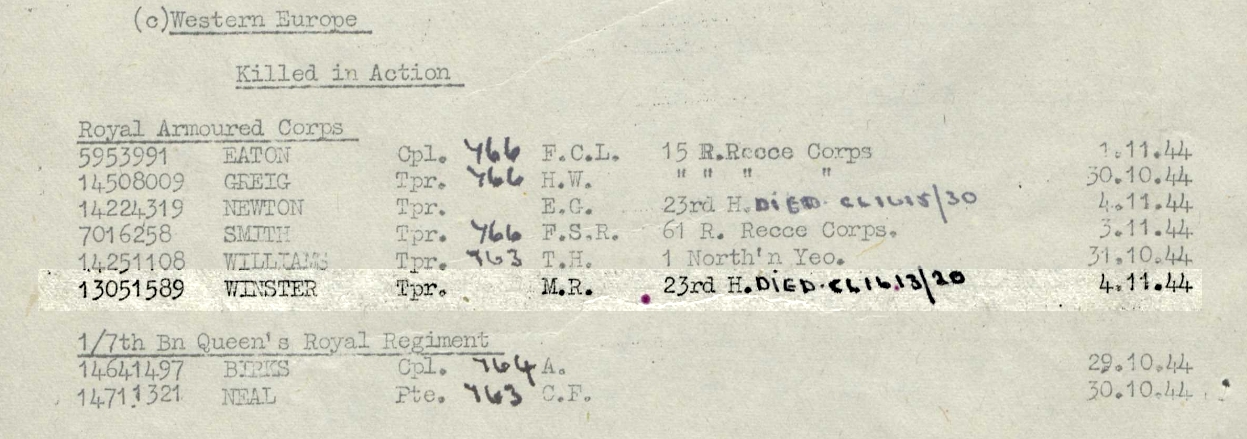 (c)Western Europe
Killed in Action
Royal Armoured Corps
5953991 EATON Cpl. 766 F.C.L. 15 R.Recce Corps 1.11.44
14508009 GREIG Tpr. 766 H.W. " " " " 30.10.44
14224319 NEWTON Tpr. E.G. 23rd H. DIED. CL1615/30 4.11.44
7016258 SMITH Tpr. 766 F.S.R. 61 R. Recce Corps. 3.11.44
14251108 WILLIAMS Tpr. 763 T.H. 1 North'n Yeo. 31.10.44
13051589 WINSTER Tpr. M.R. 23rd H. DIED. CL16.13/20 4.11.44
1/7th Bn Queen's Royal Regiment
14641497 BIRKS Cpl. 764 A. 29.10.44
14711321 NEAL Pte. 763 C.F. 30.10.44